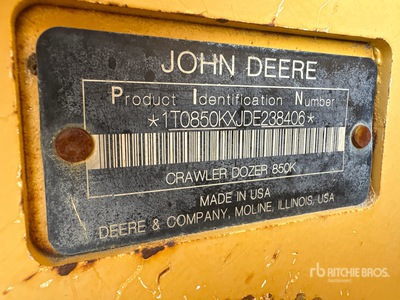 JOHN DEERE
Product Identification Number
*1T0850KXJDE238406*
CRAWLER DOZER 850K
MADE IN USA
DEERE & COMPANY, MOLINE, ILLINOIS, USA
rb RITCHIE BROS.